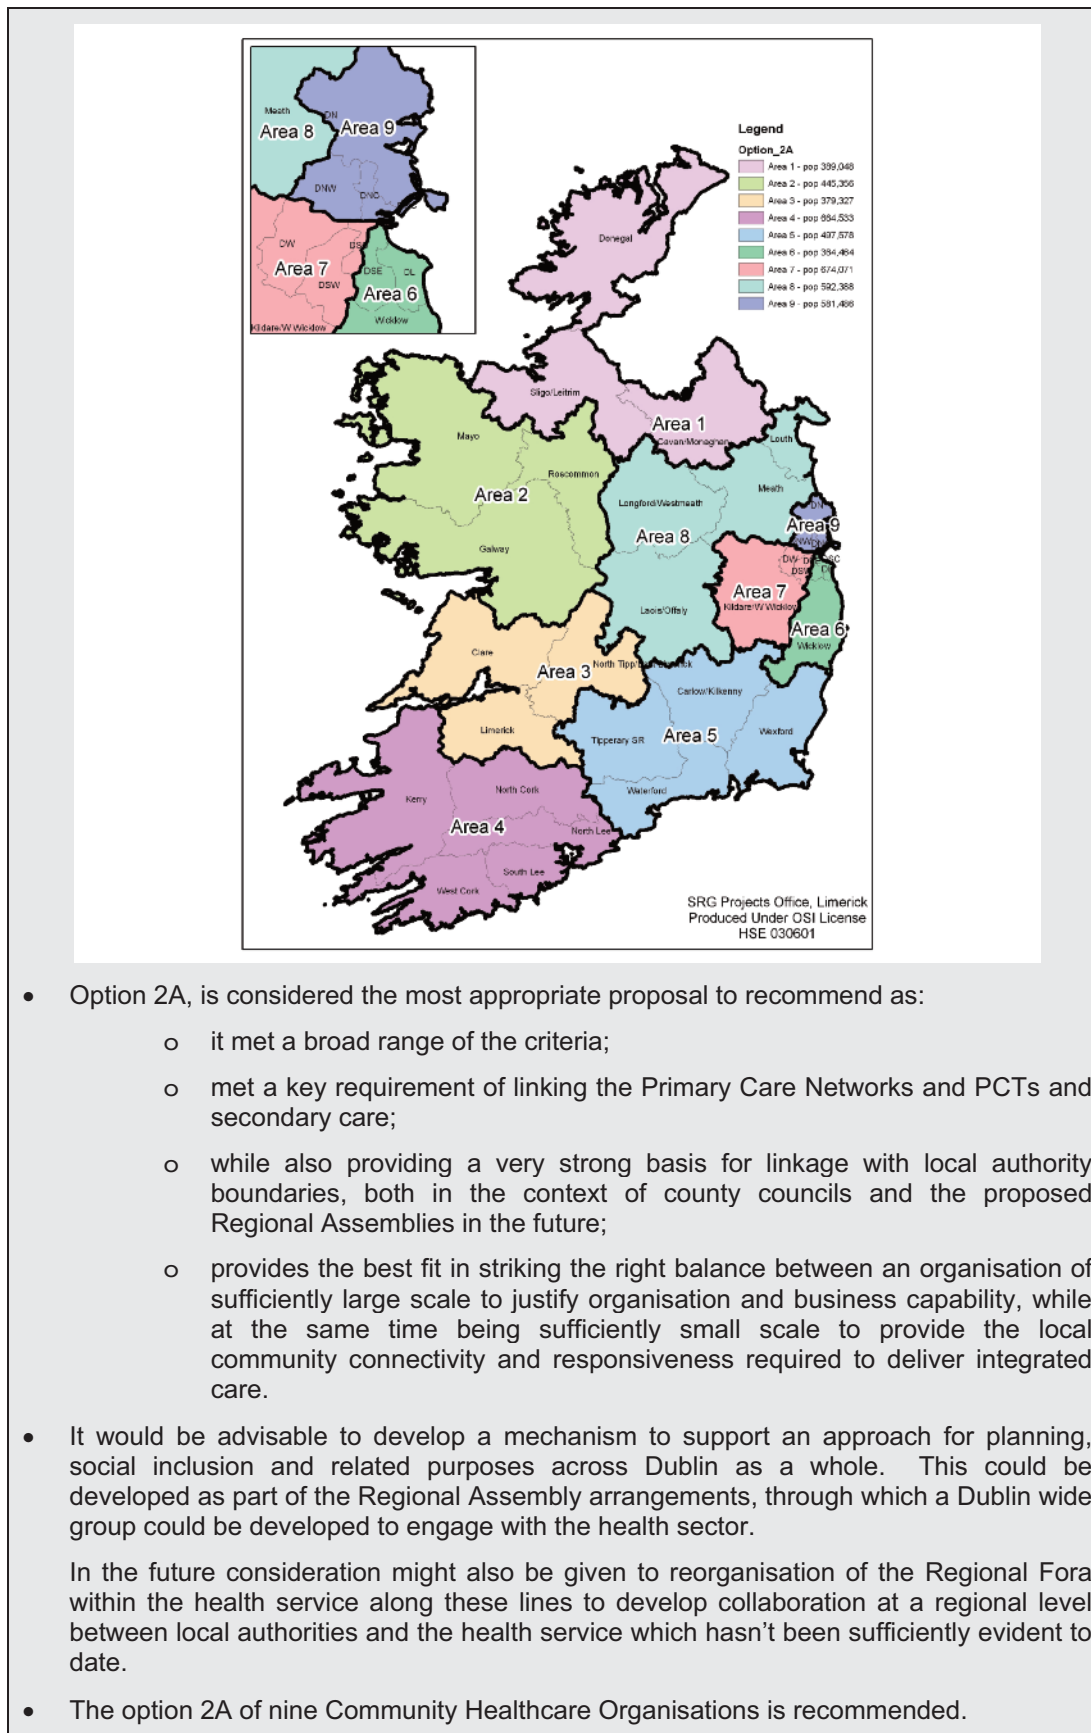 Meath
DN
Area 8
Area 9
DNW
DNC
DW
DSE
Area 7
DSW
DL
Area 6
Wicklow
Kildare/W Wicklow
Legend
Option_2A
Area 1 - pop 389,048
Area 2 - pop 445,356
Area 3 - pop 379,327
Area 4 - pop 664,533
Area 5 - pop 497,578
Area 6 - pop 364,464
Area 7 - pop 674,071
Area 8 - pop 592,388
Area 9 - pop 581,486
Donegal
Sligo/Leitrim
Area 1
Cavan/Monaghan
Louth
Mayo
Roscommon
Longford/Westmeath
Meath
Area 2
DN
Area 9
Galway
Area 8
DW
Area 7
Laois/Offaly
Kildare/W Wicklow
Area 6
Wicklow
Clare
Area 3
Carlow/Kilkenny
Limerick
Tipperary SR
Area 5
Wexford
Waterford
Kerry
North Cork
Area 4
North Lee
South Lee
West Cork
SRG Projects Office, Limerick
Produced Under OSI License
HSE 030601
• Option 2A, is considered the most appropriate proposal to recommend as:
o it met a broad range of the criteria;
o met a key requirement of linking the Primary Care Networks and PCTs and
secondary care;
o while also providing a very strong basis for linkage with local authority
boundaries, both in the context of county councils and the proposed
Regional Assemblies in the future;
o provides the best fit in striking the right balance between an organisation of
sufficiently large scale to justify organisation and business capability, while
at the same time being sufficiently small scale to provide the local
community connectivity and responsiveness required to deliver integrated
care.
• It would be advisable to develop a mechanism to support an approach for planning,
social inclusion and related purposes across Dublin as a whole. This could be
developed as part of the Regional Assembly arrangements, through which a Dublin wide
group could be developed to engage with the health sector.
In the future consideration might also be given to reorganisation of the Regional Fora
within the health service along these lines to develop collaboration at a regional level
between local authorities and the health service which hasn't been sufficiently evident to
date.
• The option 2A of nine Community Healthcare Organisations is recommended.